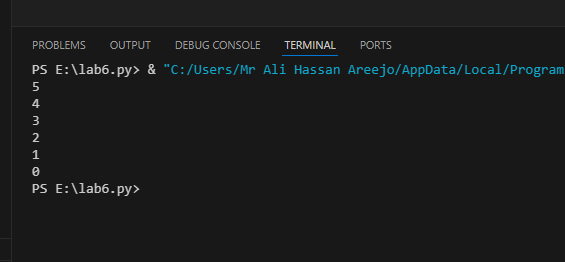 PROBLEMS OUTPUT DEBUG CONSOLE TERMINAL PORTS
PS E:\lab6.py> & "C:/Users/Mr Ali Hassan Areejo/AppData/Local/Program
5
4
3
2
1
0
PS E:\lab6.py>